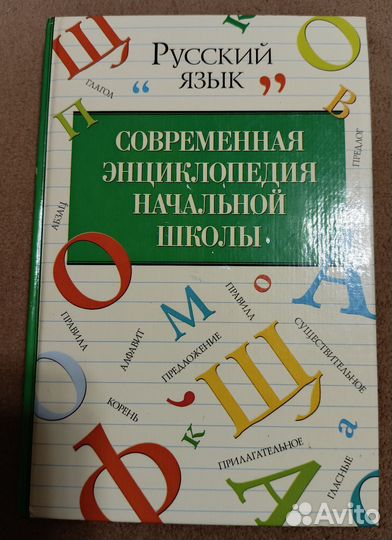 Щ
К
О
Русский
язык
“ ”
глагол
П
В
предлог
абзац
СОВРЕМЕННАЯ
ЭНЦИКЛОПЕДИЯ
НАЧАЛЬНОЙ
ШКОЛЫ
О
М
о
А
правила
алфавит
предложение
правила
существительное
О
корень
Щ
,
к
Ф
прилагательное
а
гласные
А
О
Avito